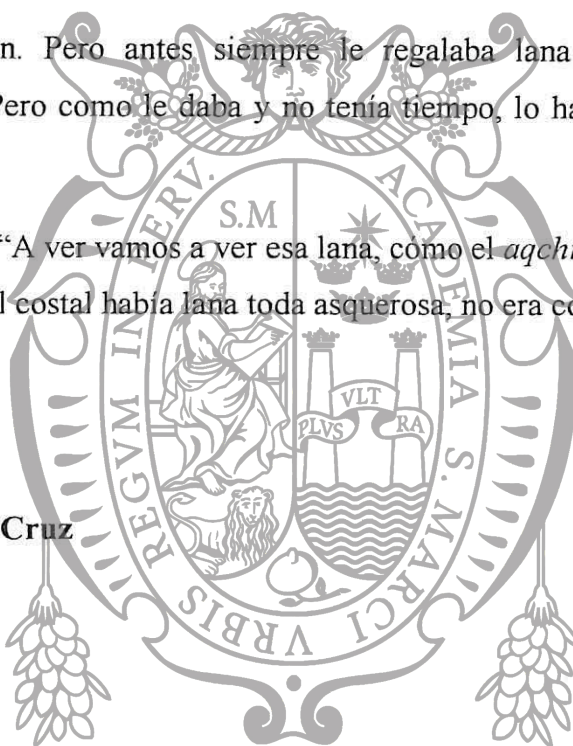 n. Pero antes siempre le regalaba lana
Pero como le daba y no tenía tiempo, lo ha
“A ver vamos a ver esa lana, cómo el aqchi
l costal había lana toda asquerosa, no era co
Cruz
S.M
ACADEMIA S. MARCI VRBIS REGVM IN PERV.
PLVS VLT RA